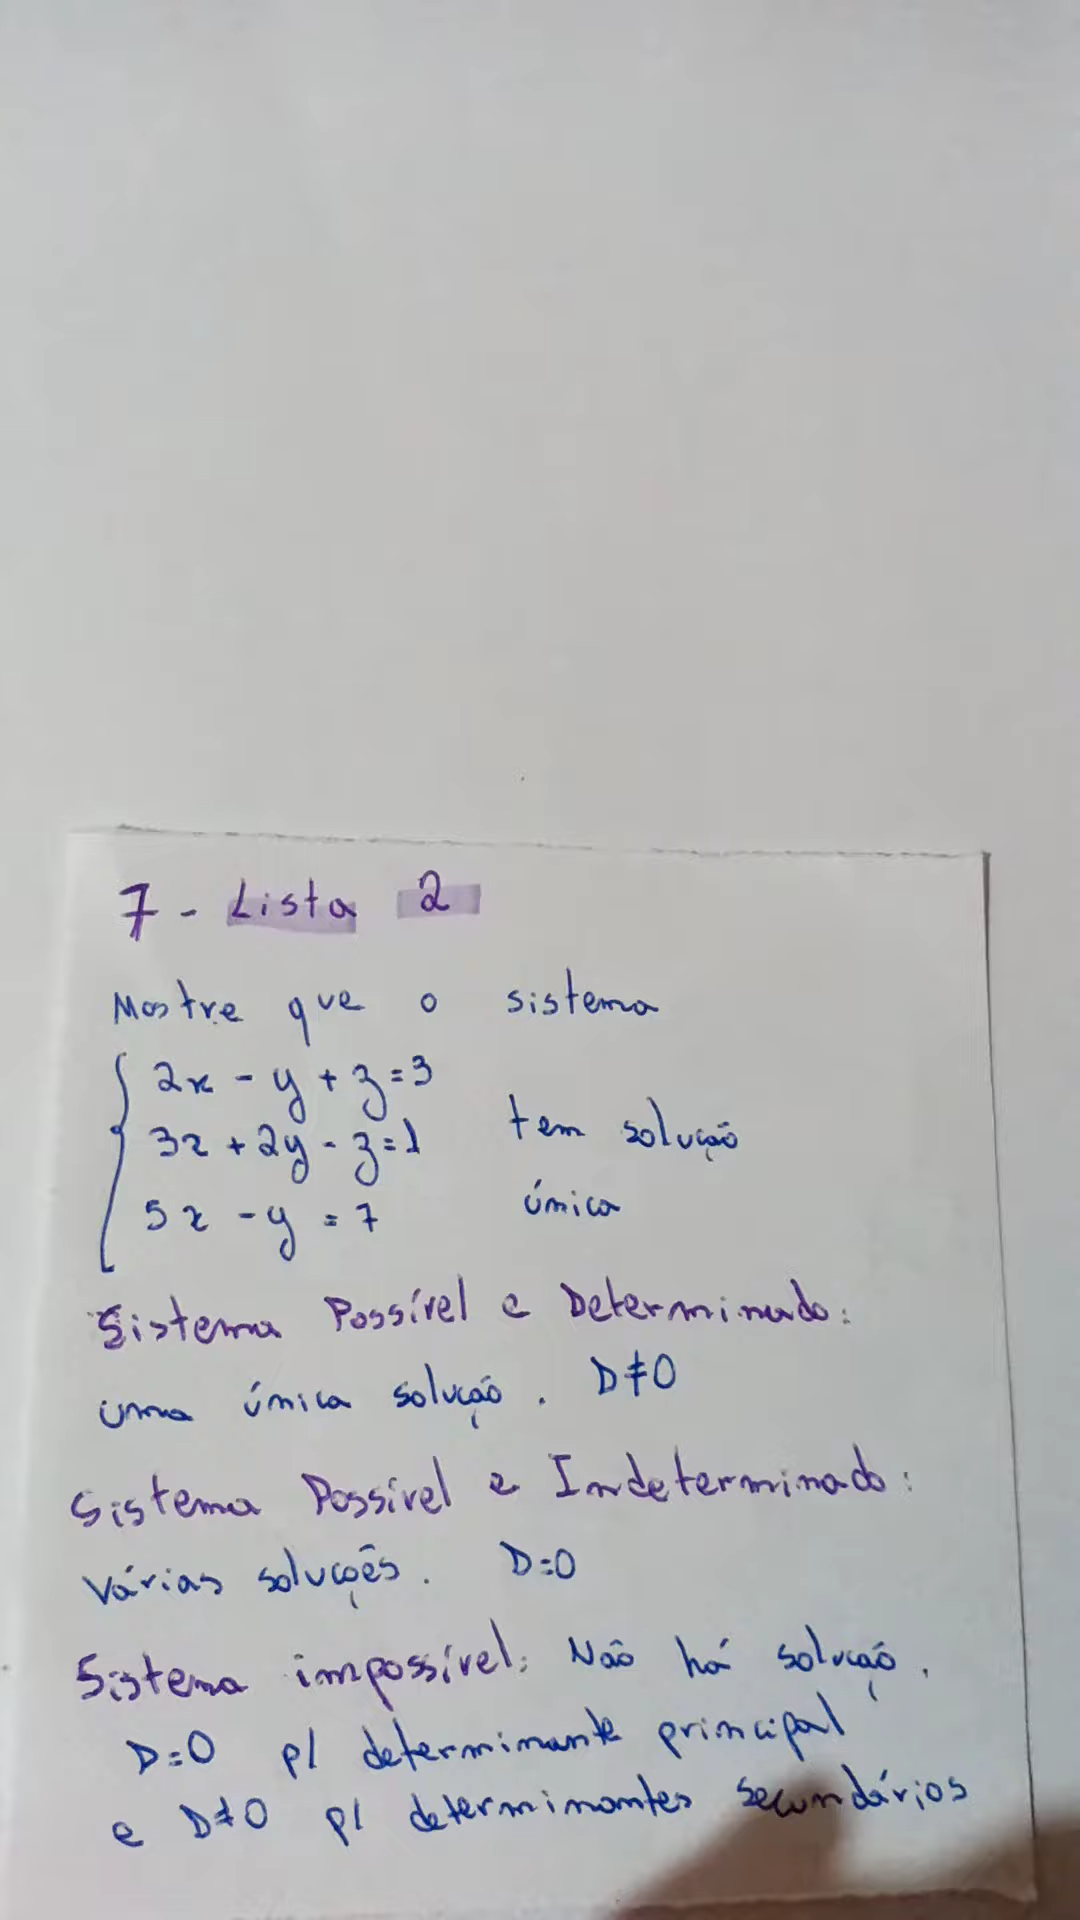 7 - Lista 2
Mostre que o sistema
2x - y + z = 3
3x + 2y - z = 1
tem solução
5x - y = 7
única
Sistema Possível e Determinado:
uma única solução. D ≠ 0
Sistema Possível e Indeterminado:
Várias soluções. D = 0
Sistema impossível: Não há solução.
D = 0 p/ determinante principal
e D ≠ 0 p/ determinantes secundários